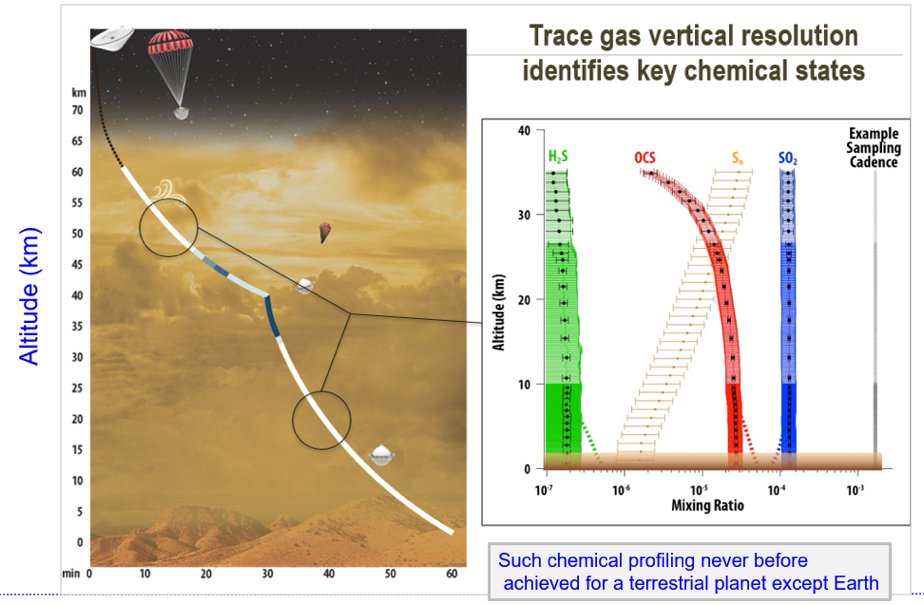 Trace gas vertical resolution
identifies key chemical states
Altitude (km)
km
70
65
60
55
50
45
40
35
30
25
20
15
10
5
0
min 0 10 20 30 40 50 60
40
30
20
10
0
Altitude (km)
H₂S OCS Sₙ SO₂
Example
Sampling
Cadence
10⁻⁷ 10⁻⁶ 10⁻⁵ 10⁻⁴ 10⁻³
Mixing Ratio
Such chemical profiling never before
achieved for a terrestrial planet except Earth